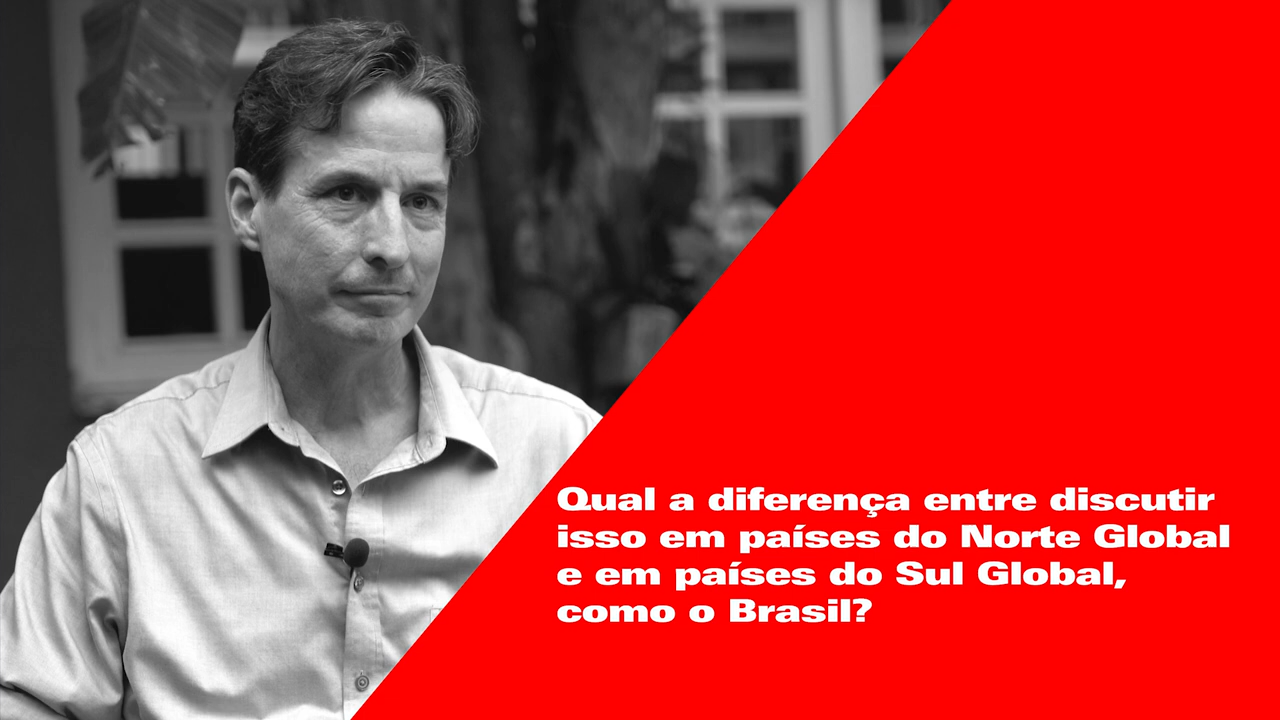 Qual a diferença entre discutir
isso em países do Norte Global
e em países do Sul Global,
como o Brasil?